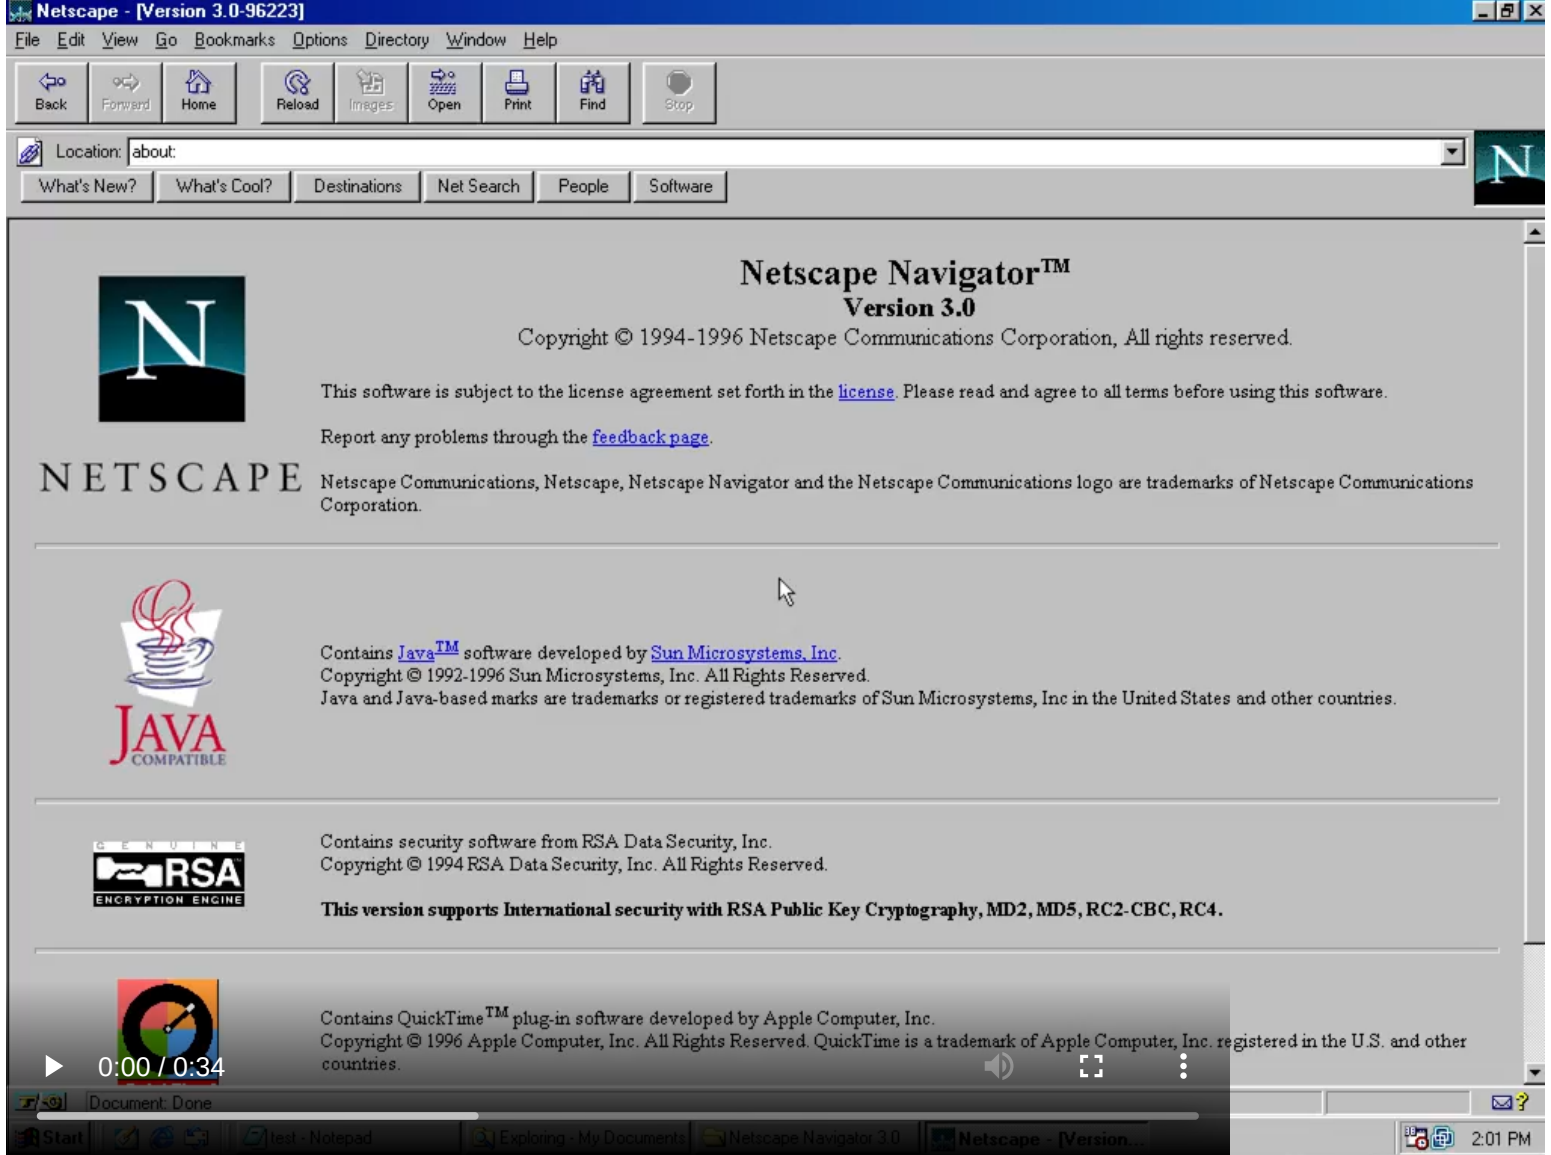 Netscape - [Version 3.0-96223]
File Edit View Go Bookmarks Options Directory Window Help
Back Forward Home Reload Images Open Print Find Stop
Location: about:
N
What's New? What's Cool? Destinations Net Search People Software
N
NETSCAPE
Netscape Navigator™
Version 3.0
Copyright © 1994-1996 Netscape Communications Corporation, All rights reserved.
This software is subject to the license agreement set forth in the license. Please read and agree to all terms before using this software.
Report any problems through the feedback page.
Netscape Communications, Netscape, Netscape Navigator and the Netscape Communications logo are trademarks of Netscape Communications
Corporation.
JAVA
COMPATIBLE
Contains Java™ software developed by Sun Microsystems, Inc.
Copyright © 1992-1996 Sun Microsystems, Inc. All Rights Reserved.
Java and Java-based marks are trademarks or registered trademarks of Sun Microsystems, Inc in the United States and other countries.
GENUINE
RSA
ENCRYPTION ENGINE
Contains security software from RSA Data Security, Inc.
Copyright © 1994 RSA Data Security, Inc. All Rights Reserved.
This version supports International security with RSA Public Key Cryptography, MD2, MD5, RC2-CBC, RC4.
Contains QuickTime™ plug-in software developed by Apple Computer, Inc.
Copyright © 1996 Apple Computer, Inc. All Rights Reserved. QuickTime is a trademark of Apple Computer, Inc. registered in the U.S. and other
countries.
0:00 / 0:34
Document: Done
Start test - Notepad Exploring - My Documents Netscape Navigator 3.0 Netscape - [Version... 2:01 PM